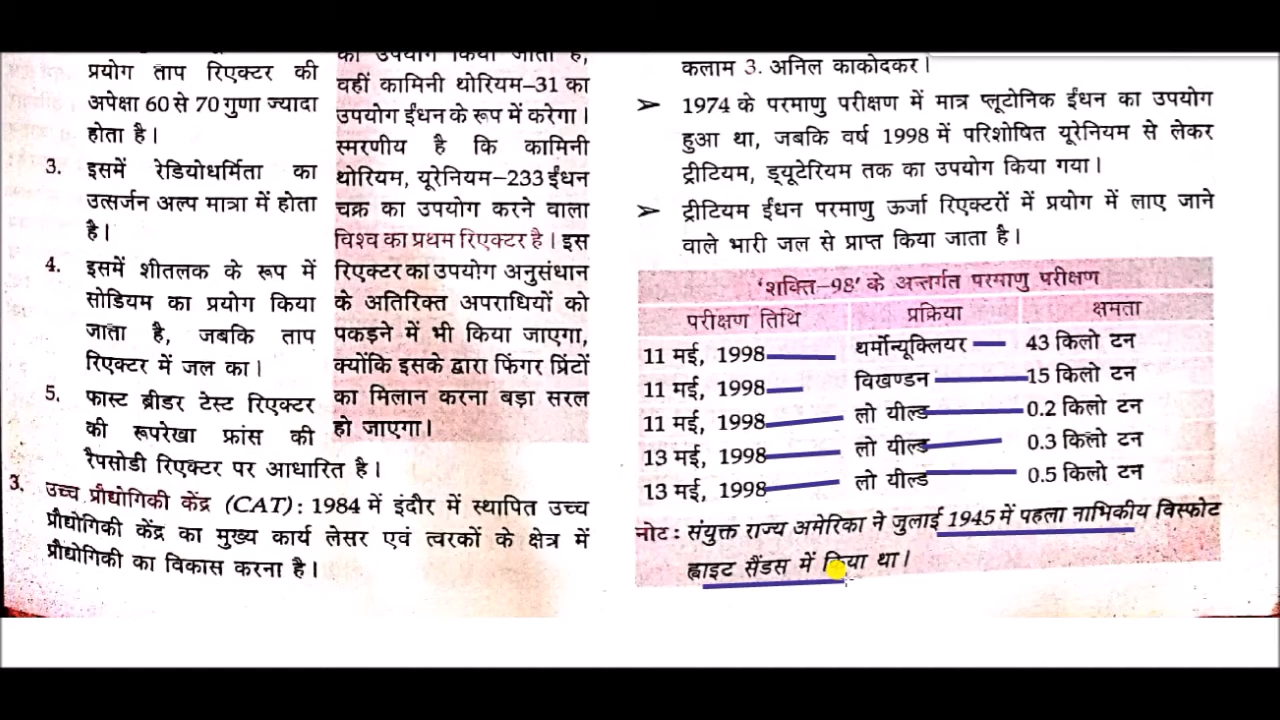 प्रयोग ताप रिएक्टर की
अपेक्षा 60 से 70 गुणा ज्यादा
होता है।
3. इसमें रेडियोधर्मिता का
उत्सर्जन अल्प मात्रा में होता
है।
4. इसमें शीतलक के रूप में
सोडियम का प्रयोग किया
जाता है, जबकि ताप
रिएक्टर में जल का।
5. फास्ट ब्रीडर टेस्ट रिएक्टर
की रूपरेखा फ्रांस की
रैपसोडी रिएक्टर पर आधारित है।
3. उच्च प्रौद्योगिकी केंद्र (CAT) : 1984 में इंदौर में स्थापित उच्च
प्रौद्योगिकी केंद्र का मुख्य कार्य लेसर एवं त्वरकों के क्षेत्र में
प्रौद्योगिकी का विकास करना है।
का उपयोग किया जाता है,
वहीं कामिनी थोरियम-31 का
उपयोग ईंधन के रूप में करेगा।
स्मरणीय है कि कामिनी
थोरियम, यूरेनियम-233 ईंधन
चक्र का उपयोग करने वाला
विश्व का प्रथम रिएक्टर है। इस
रिएक्टर का उपयोग अनुसंधान
के अतिरिक्त अपराधियों को
पकड़ने में भी किया जाएगा,
क्योंकि इसके द्वारा फिंगर प्रिंटों
का मिलान करना बड़ा सरल
हो जाएगा।
कलाम 3. अनिल काकोदकर।
➤ 1974 के परमाणु परीक्षण में मात्र प्लूटोनिक ईंधन का उपयोग
हुआ था, जबकि वर्ष 1998 में परिशोषित यूरेनियम से लेकर
ट्रीटियम, ड्यूटेरियम तक का उपयोग किया गया।
➤ ट्रीटियम ईंधन परमाणु ऊर्जा रिएक्टरों में प्रयोग में लाए जाने
वाले भारी जल से प्राप्त किया जाता है।
'शक्ति-98' के अन्तर्गत परमाणु परीक्षण
परीक्षण तिथि प्रक्रिया क्षमता
11 मई, 1998 थर्मोन्यूक्लियर 43 किलो टन
11 मई, 1998 विखण्डन 15 किलो टन
11 मई, 1998 लो यील्ड 0.2 किलो टन
13 मई, 1998 लो यील्ड 0.3 किलो टन
13 मई, 1998 लो यील्ड 0.5 किलो टन
नोट : संयुक्त राज्य अमेरिका ने जुलाई 1945 में पहला नाभिकीय विस्फोट
ह्वाइट सैंडस में किया था।